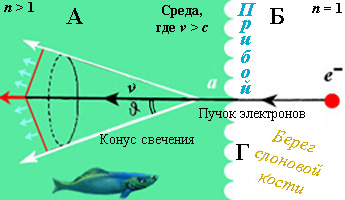 n > 1
А
Среда,
где v > c
Прибой
Б
n = 1
a
e⁻
ν
ϑ
Пучок электронов
Конус свечения
Г
Берег
слоновой
кости